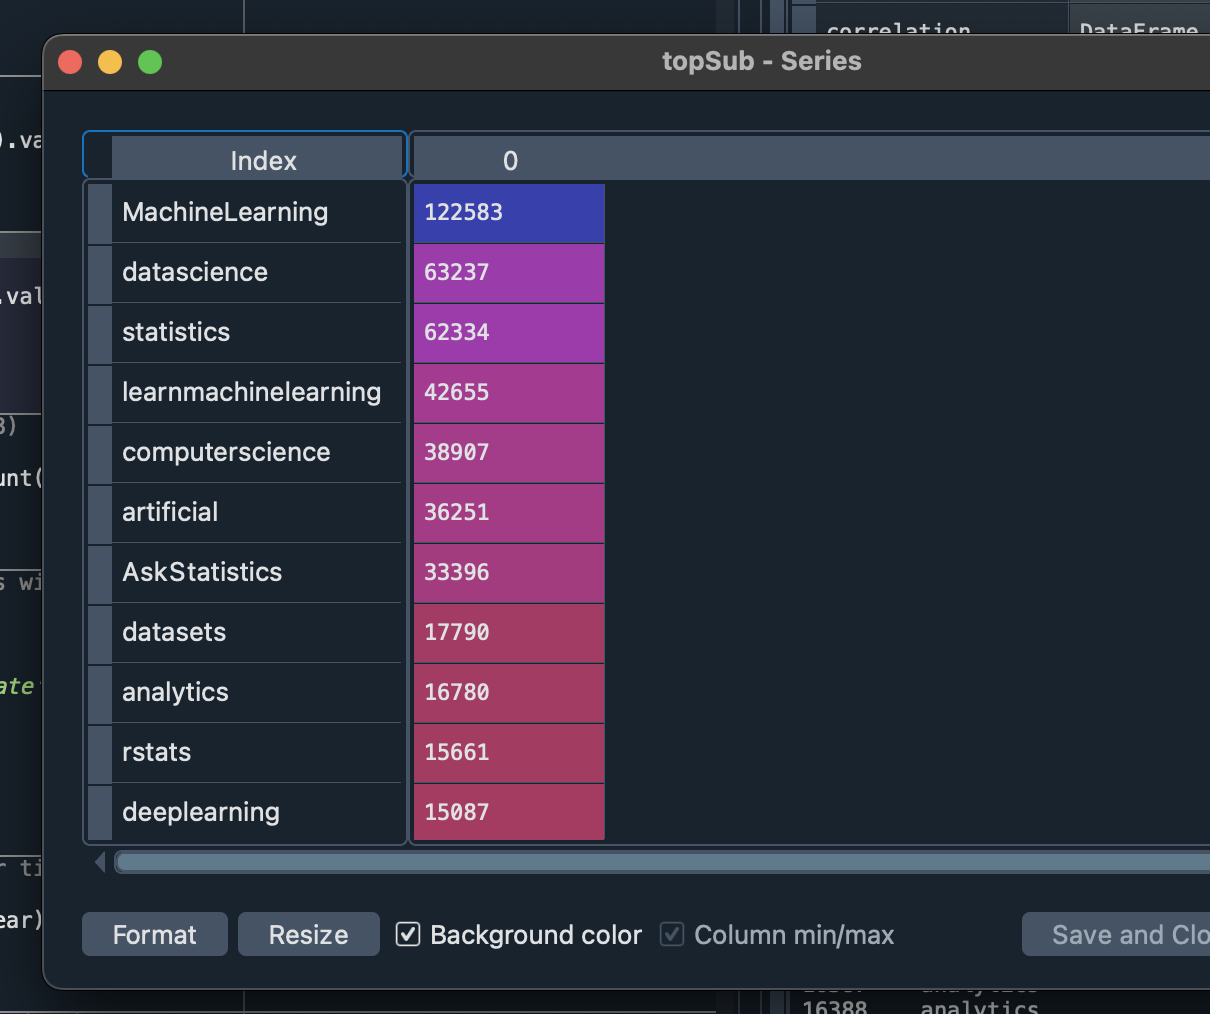 correlation DataFrame
topSub - Series
).va
Index 0
MachineLearning 122583
datascience 63237
.val
statistics 62334
learnmachinelearning 42655
3)
computerscience 38907
unt(
artificial 36251
AskStatistics 33396
s wi
datasets 17790
ate
analytics 16780
rstats 15661
deeplearning 15087
r ti
ear)
Format Resize Background color Column min/max Save and Clo
analytics
16388 analytics